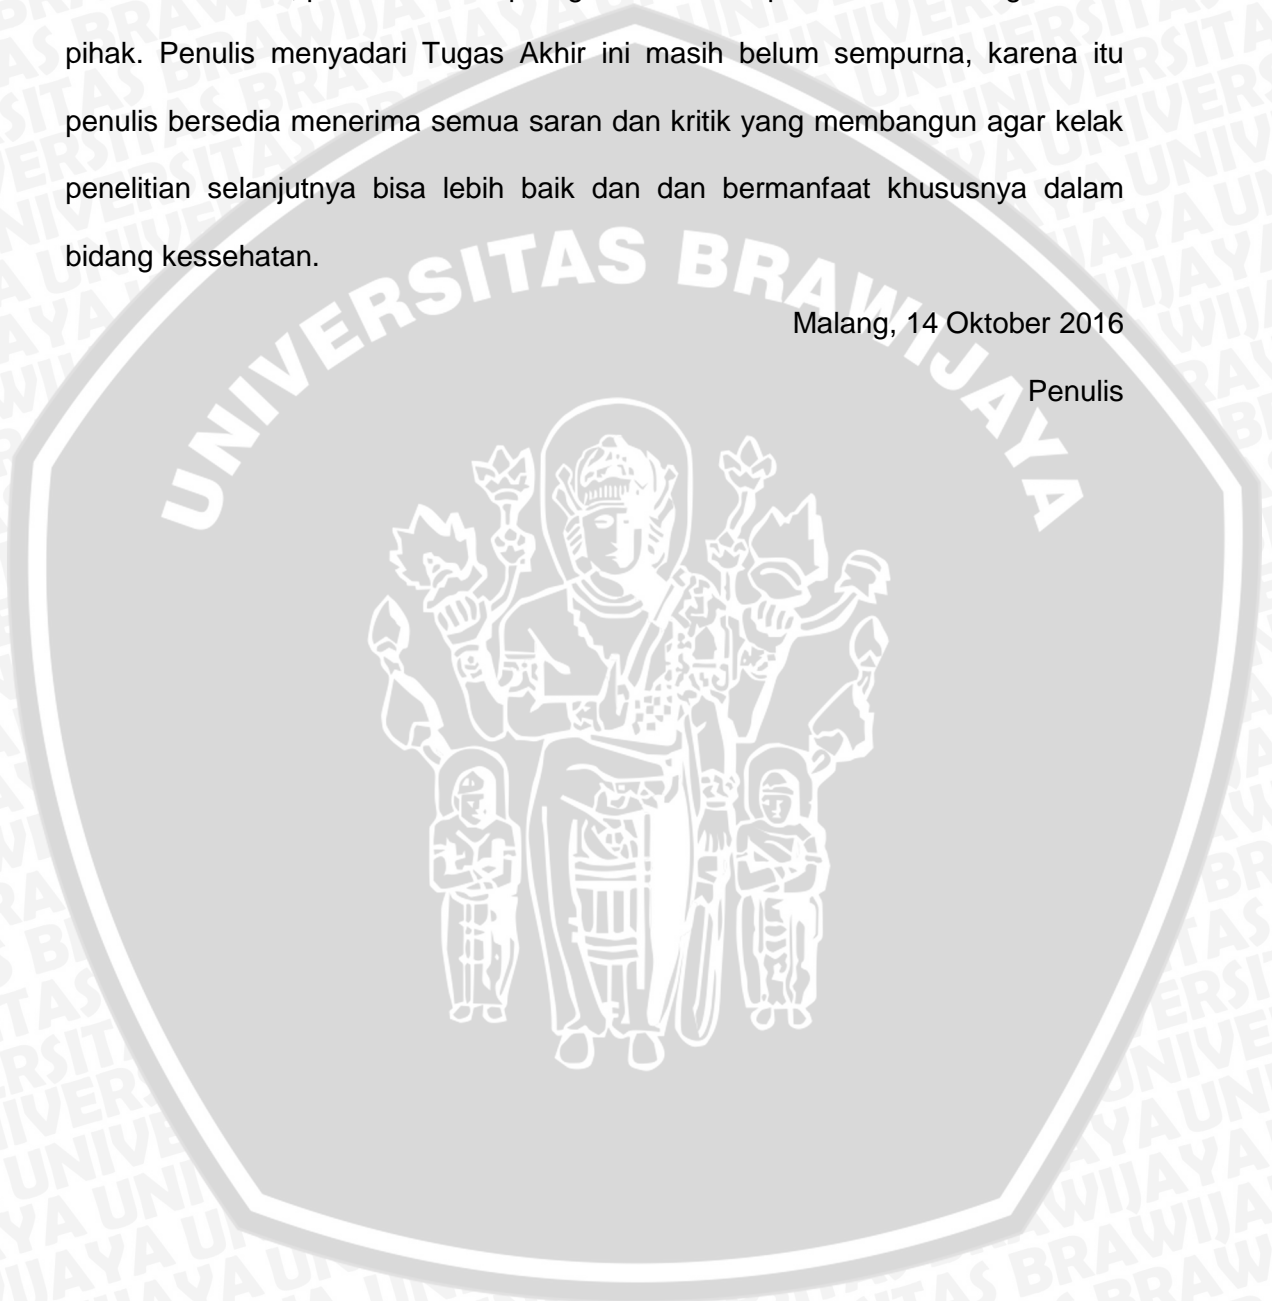 pihak. Penulis menyadari Tugas Akhir ini masih belum sempurna, karena itu
penulis bersedia menerima semua saran dan kritik yang membangun agar kelak
penelitian selanjutnya bisa lebih baik dan dan bermanfaat khususnya dalam
bidang kessehatan.
UNIVERSITAS BRAWIJAYA
Malang, 14 Oktober 2016
Penulis